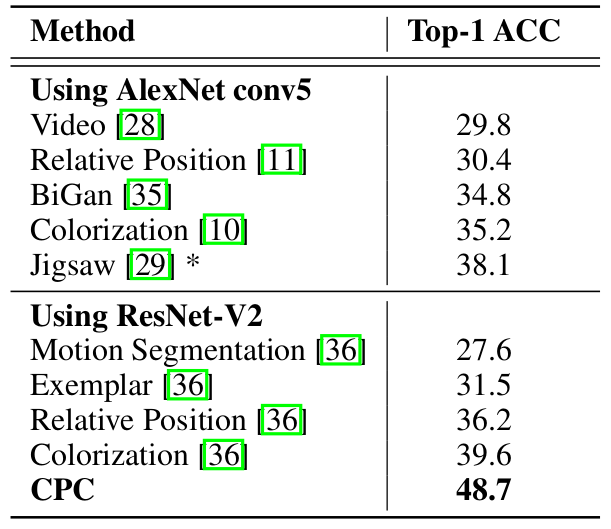 Method Top-1 ACC
Using AlexNet conv5
Video [28] 29.8
Relative Position [11] 30.4
BiGan [35] 34.8
Colorization [10] 35.2
Jigsaw [29] * 38.1
Using ResNet-V2
Motion Segmentation [36] 27.6
Exemplar [36] 31.5
Relative Position [36] 36.2
Colorization [36] 39.6
CPC 48.7